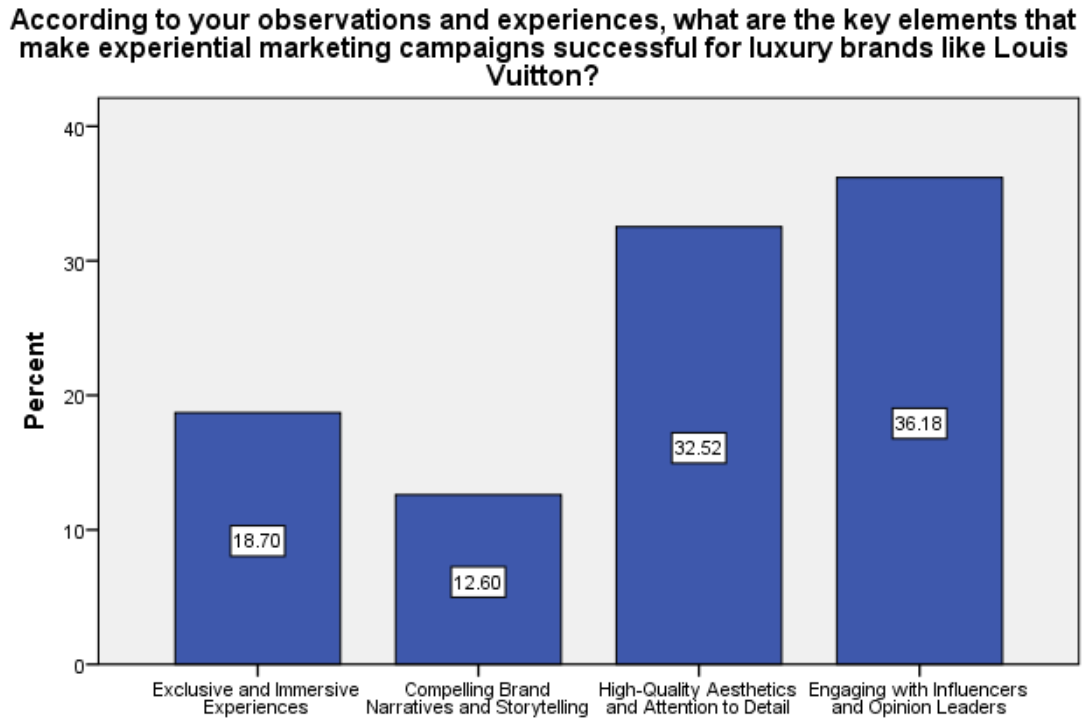 According to your observations and experiences, what are the key elements that
make experiential marketing campaigns successful for luxury brands like Louis
Vuitton?
Percent
40
30
20
10
0
18.70
12.60
32.52
36.18
Exclusive and Immersive
Experiences
Compelling Brand
Narratives and Storytelling
High-Quality Aesthetics
and Attention to Detail
Engaging with Influencers
and Opinion Leaders